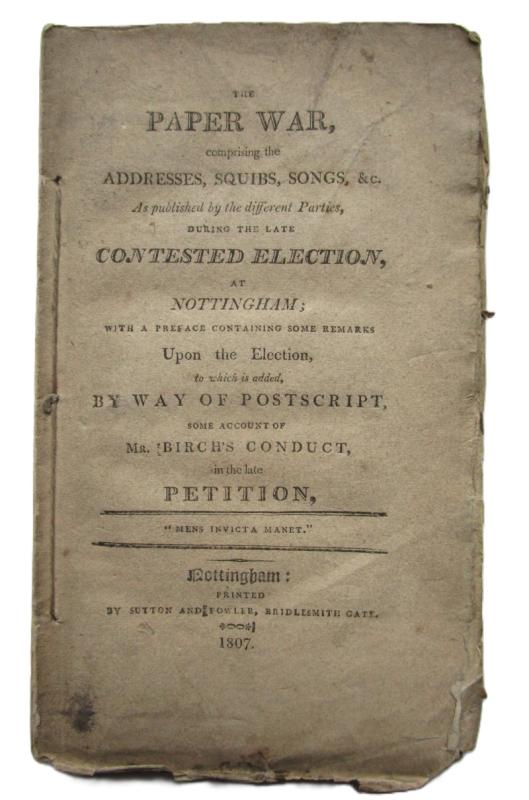 THE
PAPER WAR,
comprising the
ADDRESSES, SQUIBS, SONGS, &c.
As published by the different Parties,
DURING THE LATE
CONTESTED ELECTION,
AT
NOTTINGHAM;
WITH A PREFACE CONTAINING SOME REMARKS
Upon the Election,
to which is added,
BY WAY OF POSTSCRIPT,
SOME ACCOUNT OF
MR. BIRCH'S CONDUCT,
in the late
PETITION,
"MENS INVICTA MANET."
Nottingham:
PRINTED
BY SUTTON AND FOWLER, BRIDLESMITH GATE.
1807.